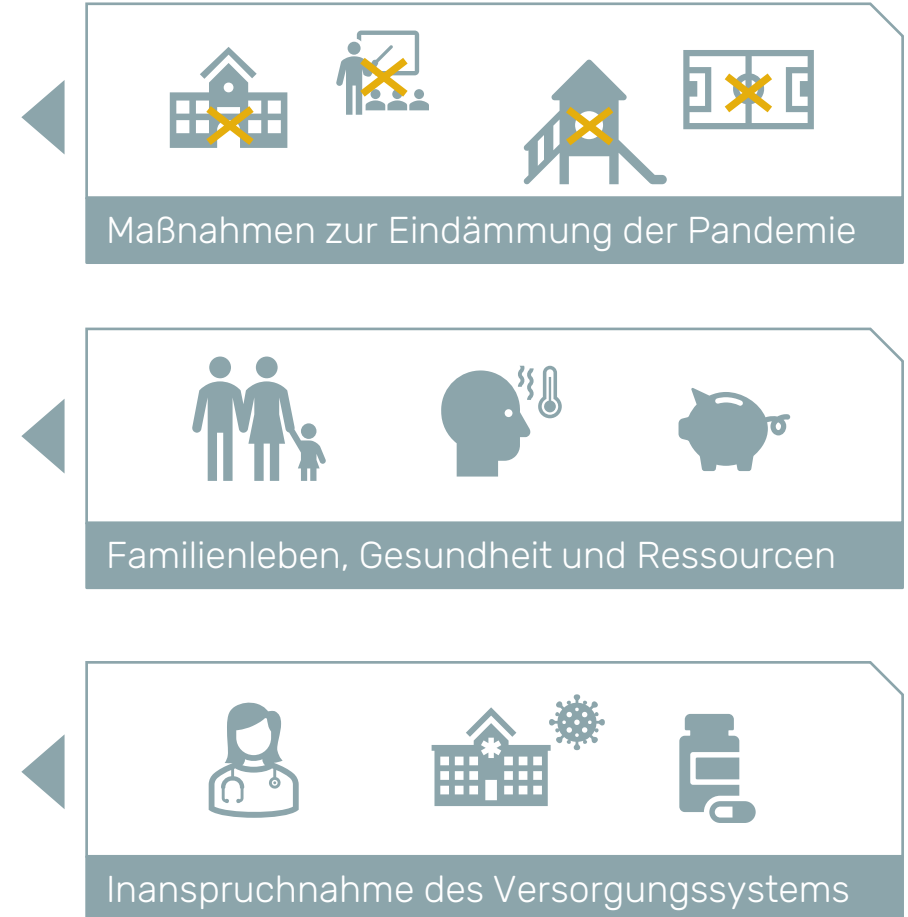 Maßnahmen zur Eindämmung der Pandemie
Familienleben, Gesundheit und Ressourcen
Inanspruchnahme des Versorgungssystems